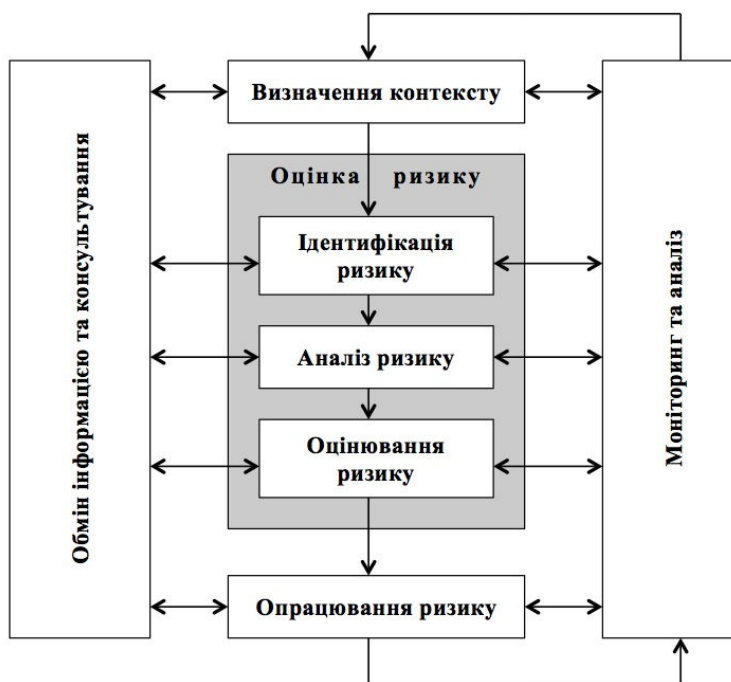 Визначення контексту
Оцінка ризику
Ідентифікація
ризику
Аналіз ризику
Оцінювання
ризику
Опрацювання ризику
Обмін інформацією та консультування
Моніторинг та аналіз